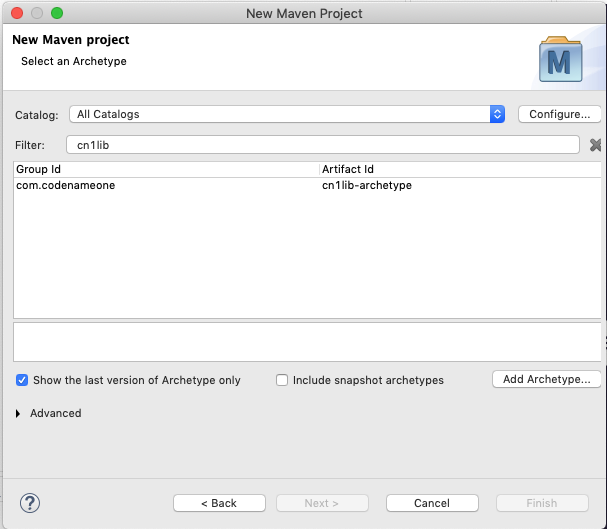 New Maven Project
New Maven project
Select an Archetype
M
Catalog: All Catalogs Configure...
Filter: cn1lib
Group Id Artifact Id
com.codenameone cn1lib-archetype
Show the last version of Archetype only Include snapshot archetypes Add Archetype...
Advanced
? < Back Next > Cancel Finish